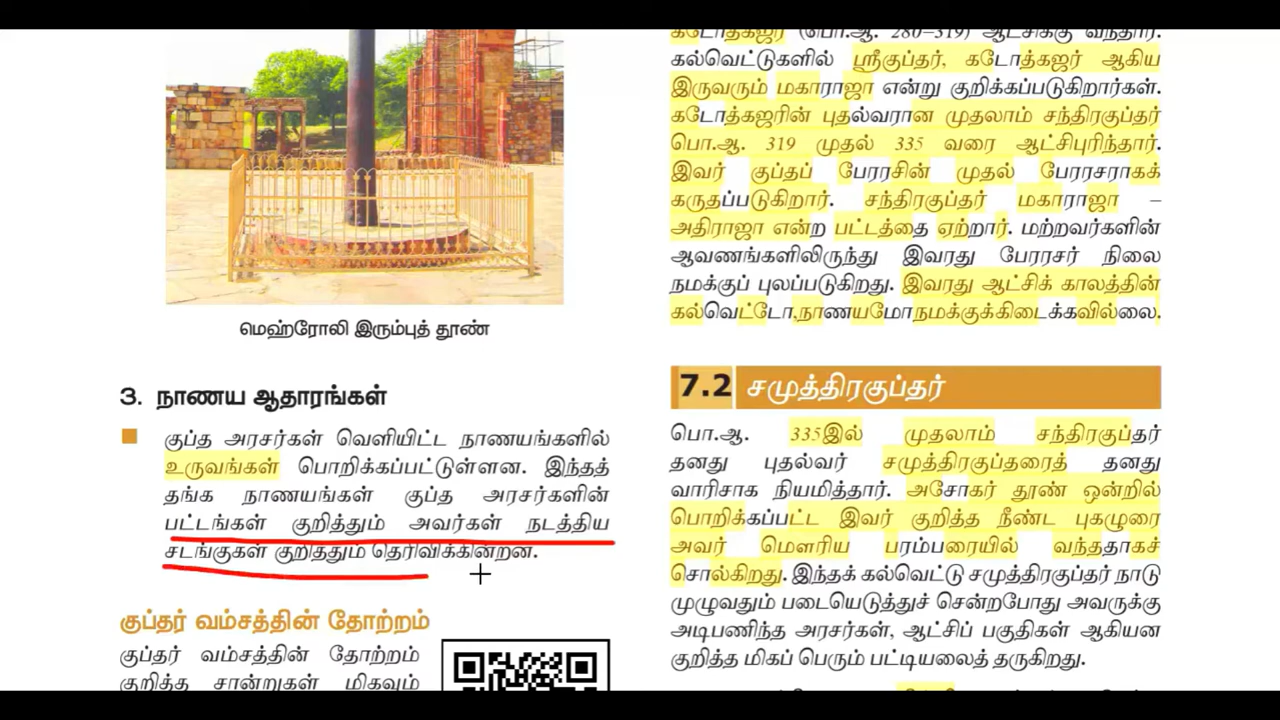 மெஹ்ரோலி இரும்புத் தூண்
3. நாணய ஆதாரங்கள்
குப்த அரசர்கள் வெளியிட்ட நாணயங்களில்
உருவங்கள் பொறிக்கப்பட்டுள்ளன. இந்தத்
தங்க நாணயங்கள் குப்த அரசர்களின்
பட்டங்கள் குறித்தும் அவர்கள் நடத்திய
சடங்குகள் குறித்தும் தெரிவிக்கின்றன.
குப்தர் வம்சத்தின் தோற்றம்
குப்தர் வம்சத்தின் தோற்றம்
குறித்த சான்றுகள் மிகவும்
கடோத்கஜர் (பொ.ஆ. 280–319) ஆட்சிக்கு வந்தார்.
கல்வெட்டுகளில் ஸ்ரீகுப்தர், கடோத்கஜர் ஆகிய
இருவரும் மகாராஜா என்று குறிக்கப்படுகிறார்கள்.
கடோத்கஜரின் புதல்வரான முதலாம் சந்திரகுப்தர்
பொ.ஆ. 319 முதல் 335 வரை ஆட்சிபுரிந்தார்.
இவர் குப்தப் பேரரசின் முதல் பேரரசராகக்
கருதப்படுகிறார். சந்திரகுப்தர் மகாராஜா –
அதிராஜா என்ற பட்டத்தை ஏற்றார். மற்றவர்களின்
ஆவணங்களிலிருந்து இவரது பேரரசர் நிலை
நமக்குப் புலப்படுகிறது. இவரது ஆட்சிக் காலத்தின்
கல்வெட்டோ,நாணயமோநமக்குக்கிடைக்கவில்லை.
7.2 சமுத்திரகுப்தர்
பொ.ஆ. 335இல் முதலாம் சந்திரகுப்தர்
தனது புதல்வர் சமுத்திரகுப்தரைத் தனது
வாரிசாக நியமித்தார். அசோகர் தூண் ஒன்றில்
பொறிக்கப்பட்ட இவர் குறித்த நீண்ட புகழுரை
அவர் மௌரிய பரம்பரையில் வந்ததாகச்
சொல்கிறது. இந்தக் கல்வெட்டு சமுத்திரகுப்தர் நாடு
முழுவதும் படையெடுத்துச் சென்றபோது அவருக்கு
அடிபணிந்த அரசர்கள், ஆட்சிப் பகுதிகள் ஆகியன
குறித்த மிகப் பெரும் பட்டியலைத் தருகிறது.